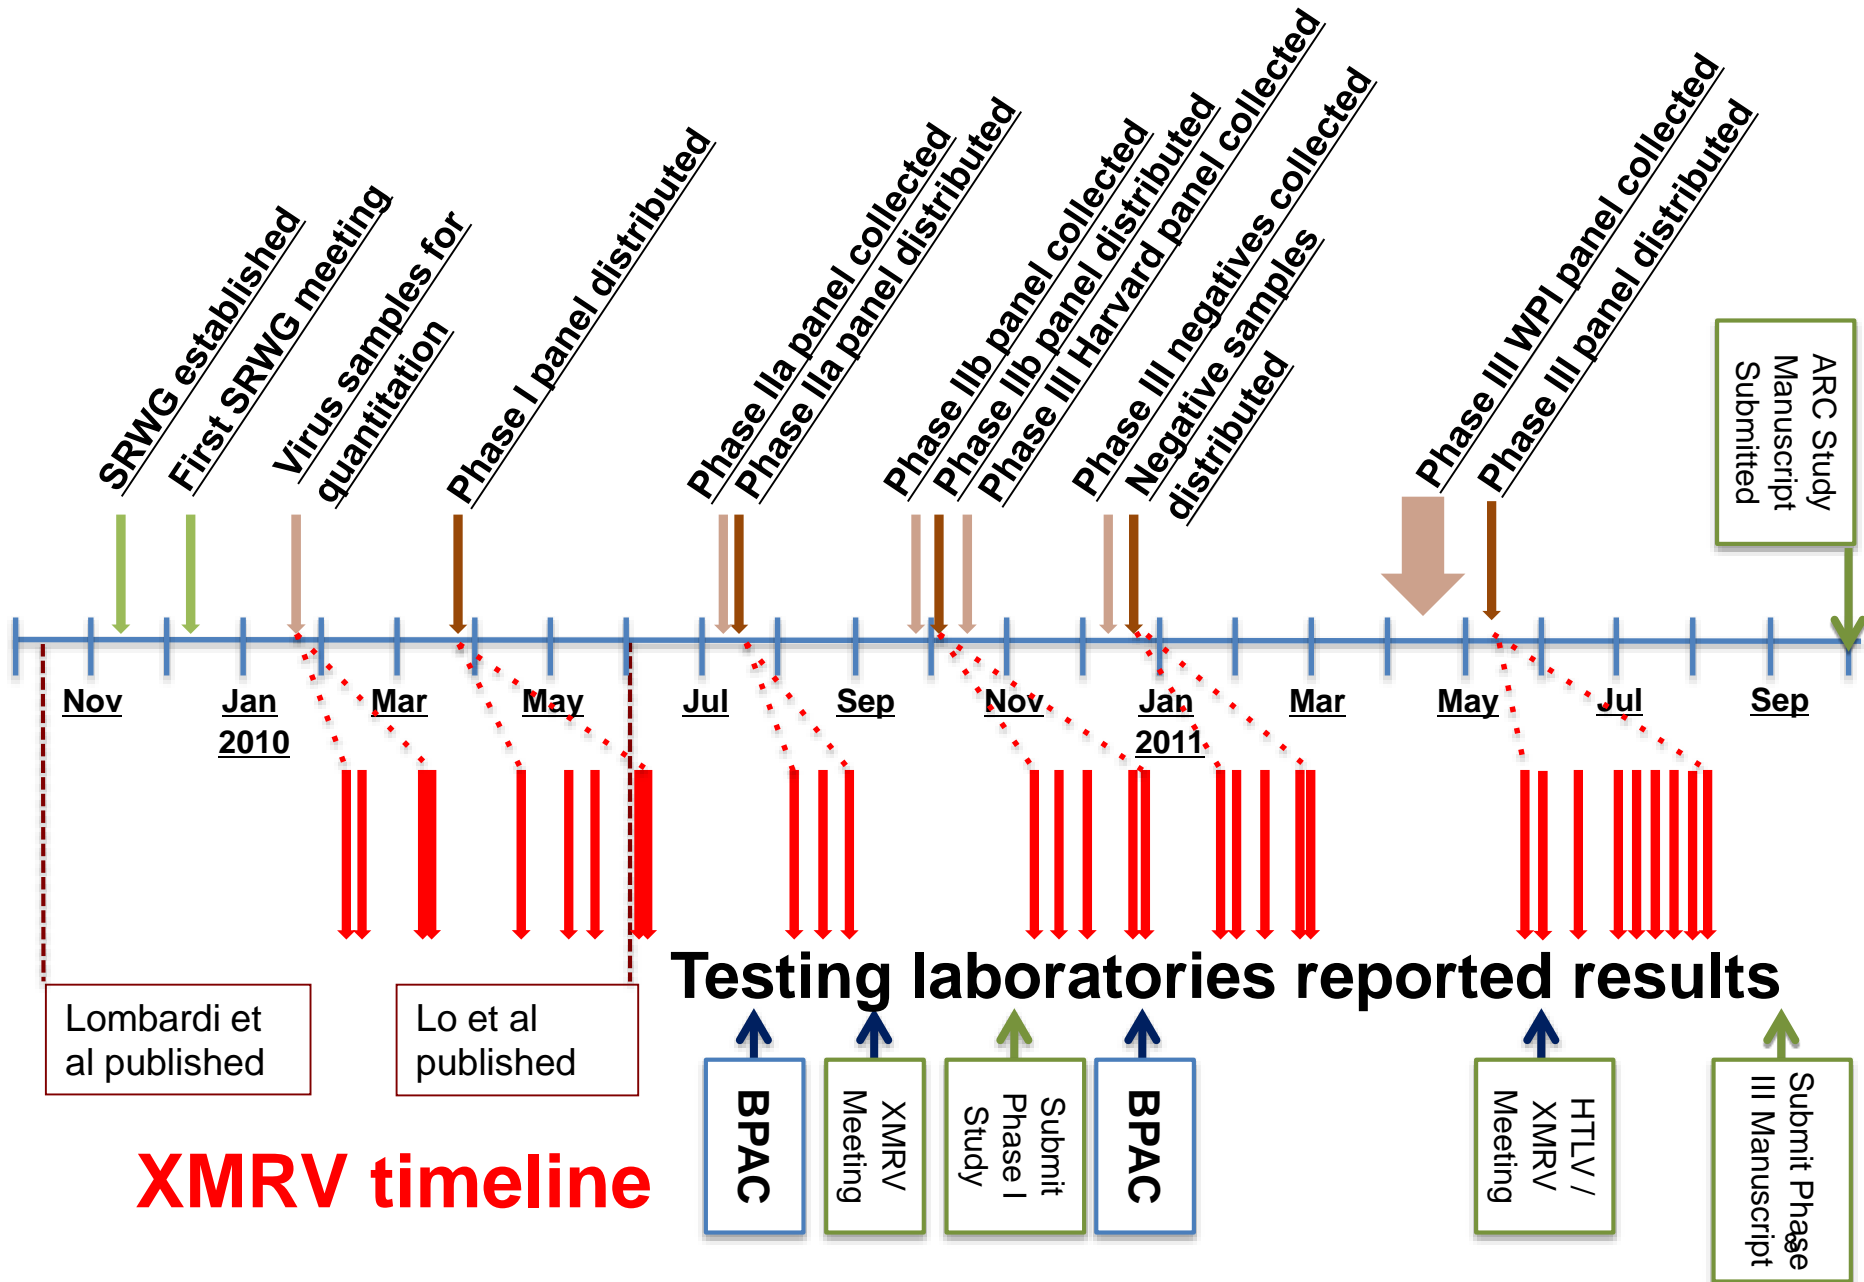 SRWG established
First SRWG meeting
Virus samples for
quantitation
Phase I panel distributed
Phase IIa panel collected
Phase IIa panel distributed
Phase IIb panel collected
Phase IIb panel distributed
Phase III Harvard panel collected
Phase III negatives collected
Negative samples
distributed
Phase III WPI panel collected
Phase III panel distributed
ARC Study
Manuscript
Submitted
Nov
Jan
2010
Mar
May
Jul
Sep
Nov
Jan
2011
Mar
May
Jul
Sep
Testing laboratories reported results
Lombardi et
al published
Lo et al
published
BPAC
XMRV
Meeting
Submit
Phase I
Study
BPAC
HTLV /
XMRV
Meeting
Submit Phase
III Manuscript
XMRV timeline